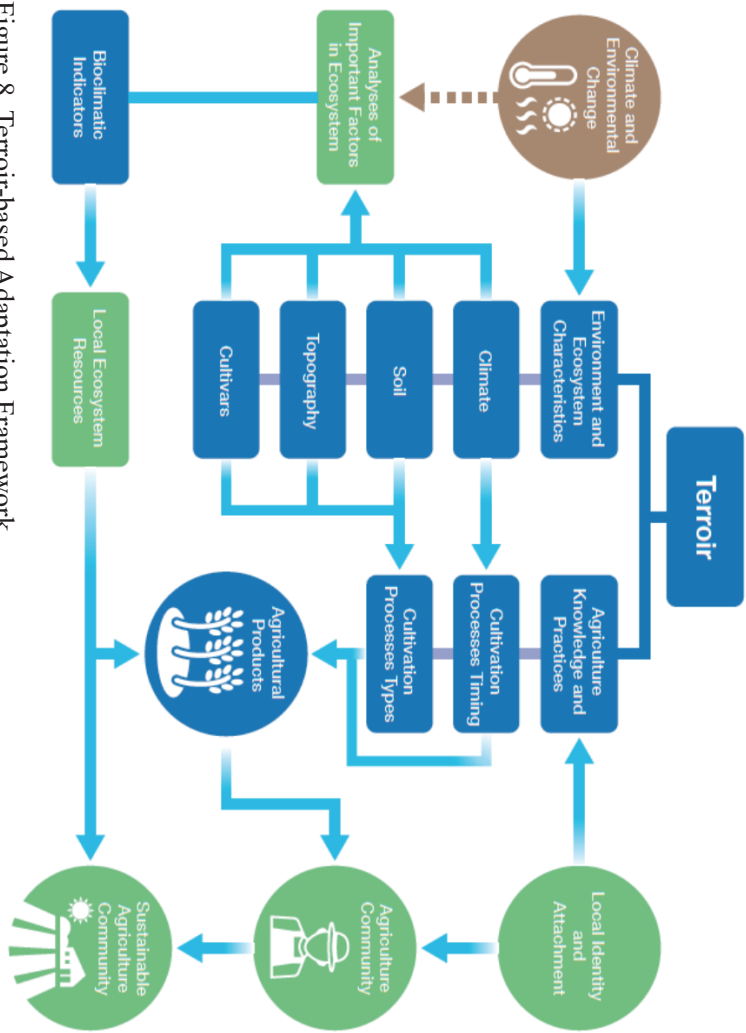 Terroir
Climate and
Environmental
Change
Environment and
Ecosystem
Characteristics
Agriculture
Knowledge and
Practices
Local Identity
and
Attachment
Climate
Cultivation
Processes Timing
Analyses of
Important Factors
in Ecosystem
Soil
Cultivation
Processes Types
Agriculture
Community
Topography
Cultivars
Agricultural
Products
Bioclimatic
Indicators
Local Ecosystem
Resources
Sustainable
Agriculture
Community
Figure 8. Terroir-based Adaptation Framework